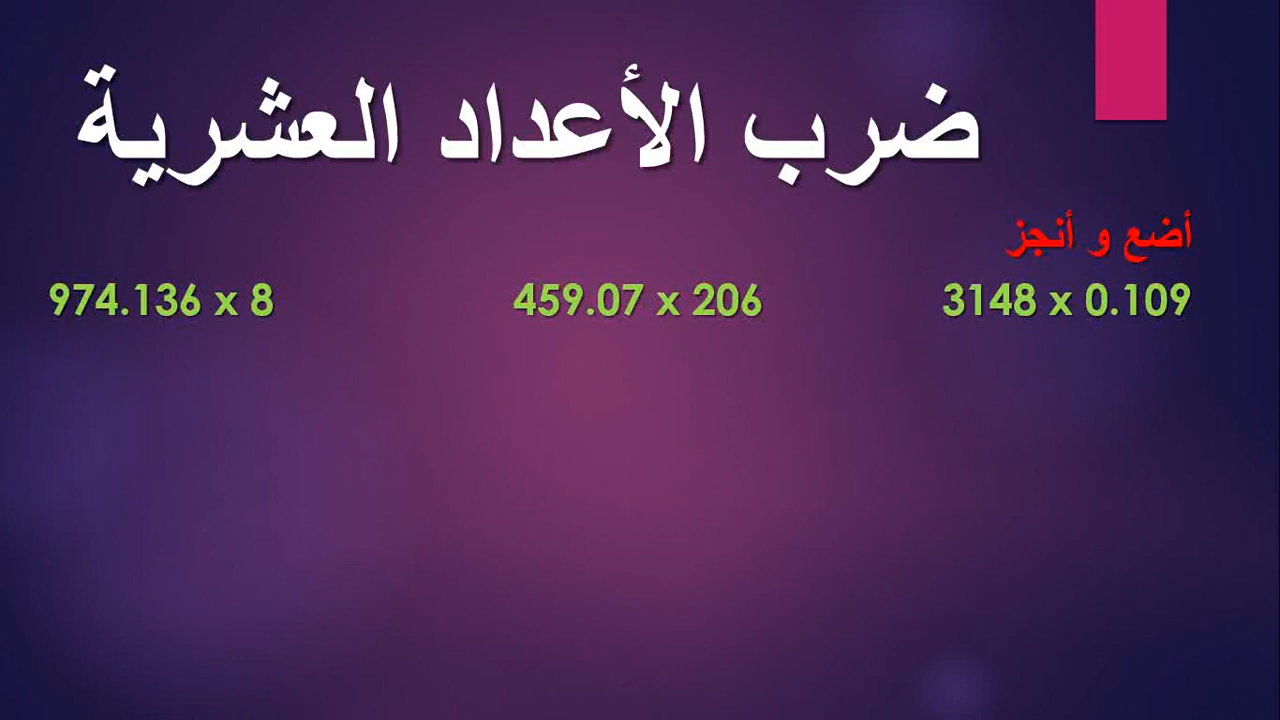 ضرب الأعداد العشرية
أضع و أنجز
974.136 x 8 459.07 x 206 3148 x 0.109